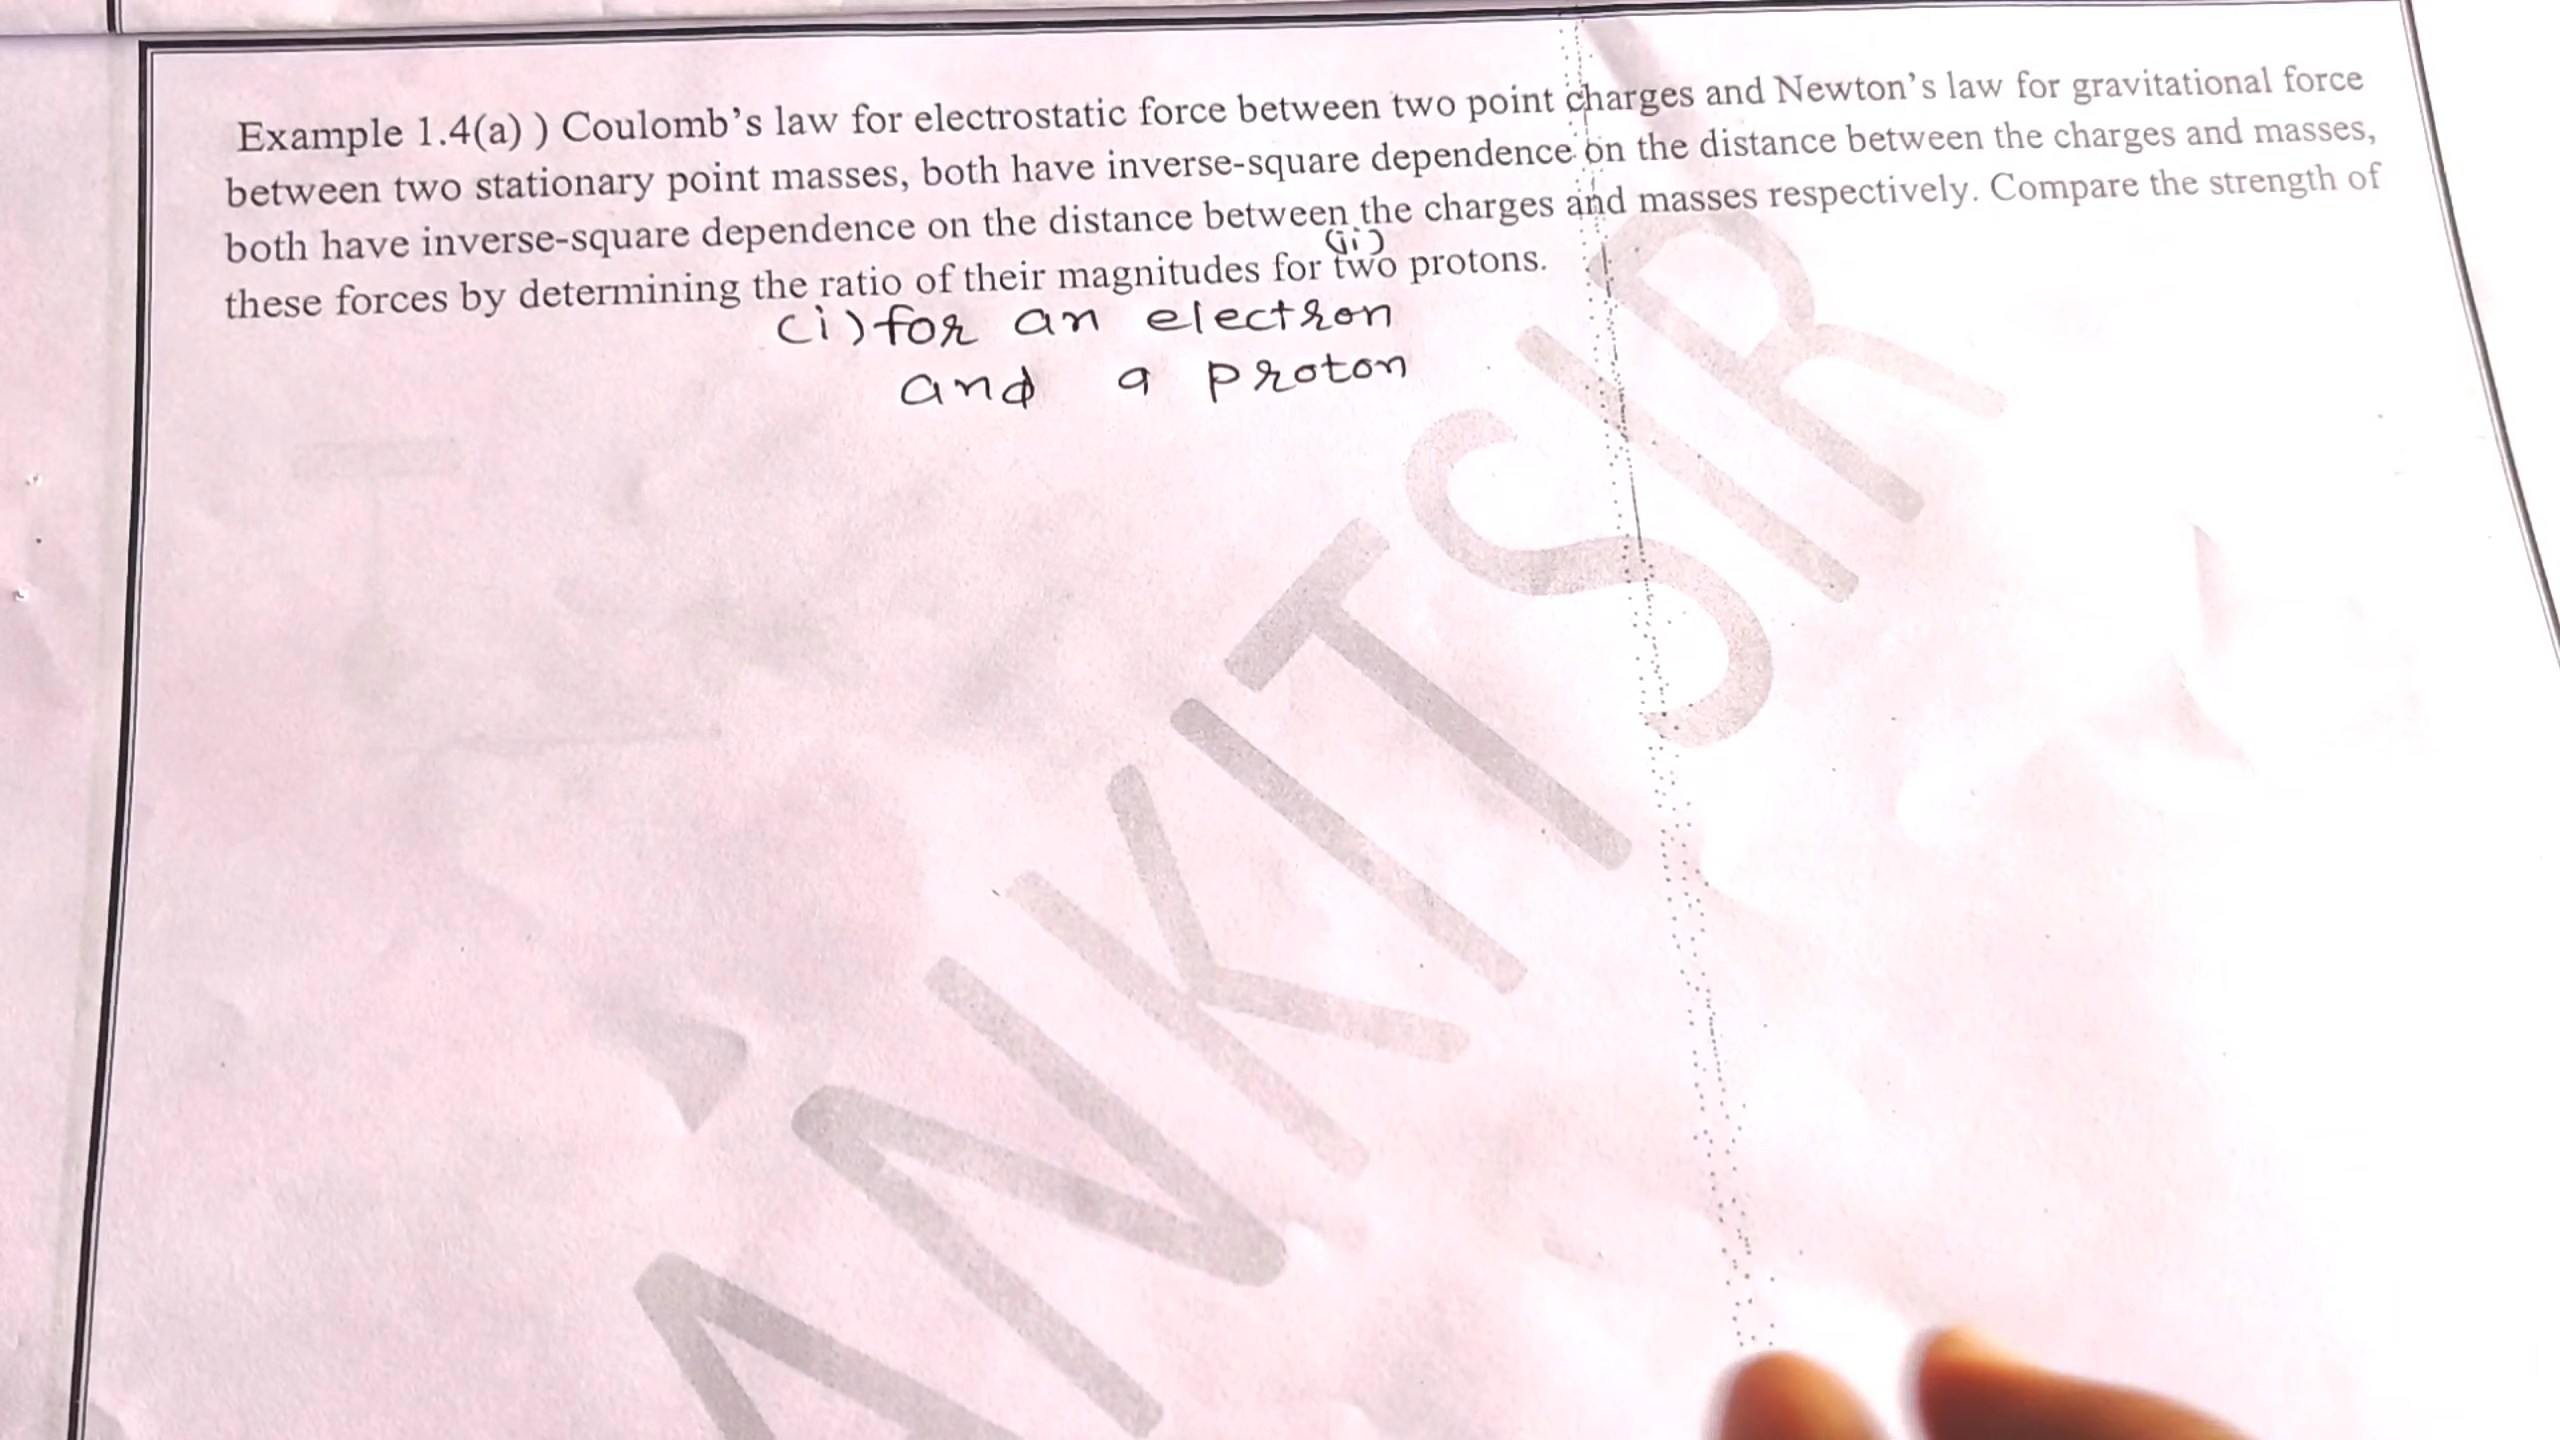 Example 1.4(a) ) Coulomb's law for electrostatic force between two point charges and Newton's law for gravitational force
between two stationary point masses, both have inverse-square dependence on the distance between the charges and masses,
both have inverse-square dependence on the distance between the charges and masses respectively. Compare the strength of
(ii)
these forces by determining the ratio of their magnitudes for two protons.
(i) for an electron
and a proton
ANKITSIR